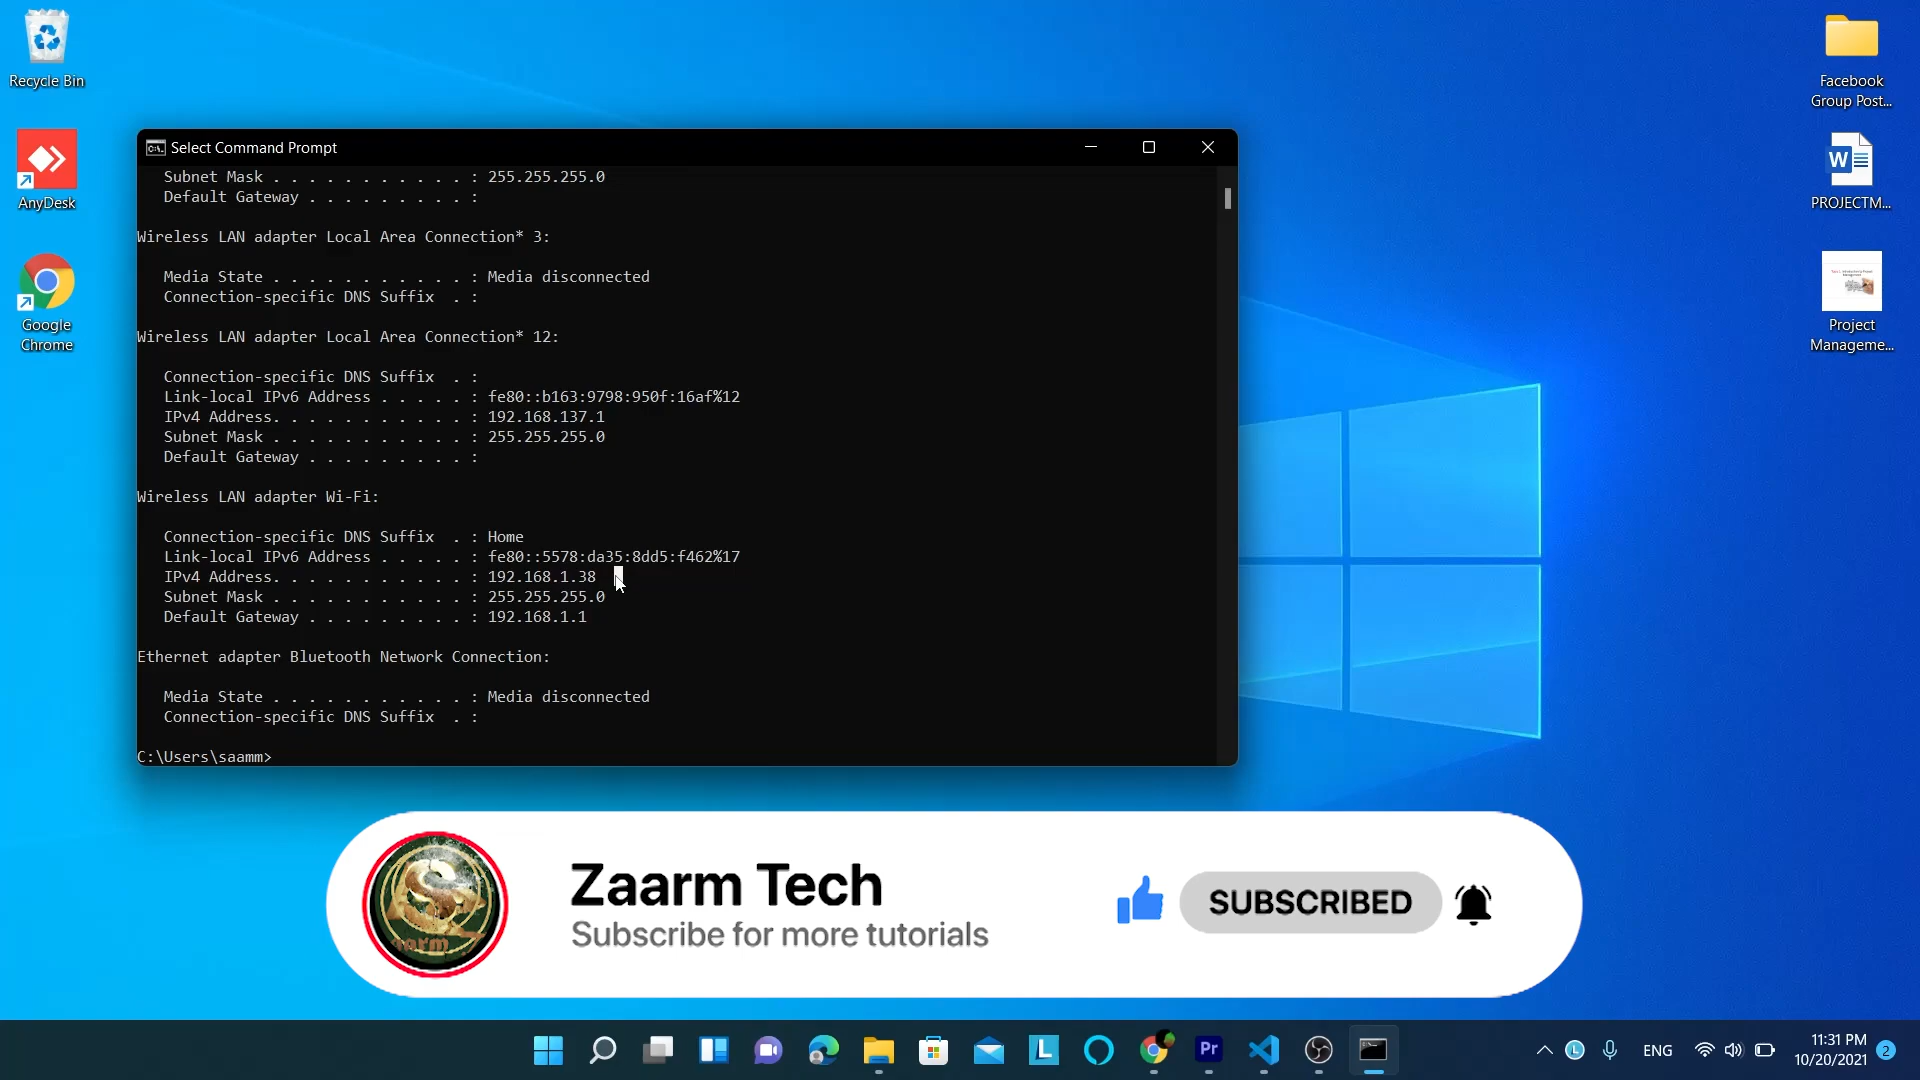 Recycle Bin
AnyDesk
Google
Chrome
Select Command Prompt
Subnet Mask . . . . . . . . . . . : 255.255.255.0
Default Gateway . . . . . . . . . :
Wireless LAN adapter Local Area Connection* 3:
Media State . . . . . . . . . . . : Media disconnected
Connection-specific DNS Suffix  . :
Wireless LAN adapter Local Area Connection* 12:
Connection-specific DNS Suffix  . :
Link-local IPv6 Address . . . . . : fe80::b163:9798:950f:16af%12
IPv4 Address. . . . . . . . . . . : 192.168.137.1
Subnet Mask . . . . . . . . . . . : 255.255.255.0
Default Gateway . . . . . . . . . :
Wireless LAN adapter Wi-Fi:
Connection-specific DNS Suffix  . : Home
Link-local IPv6 Address . . . . . : fe80::5578:da35:8dd5:f462%17
IPv4 Address. . . . . . . . . . . : 192.168.1.38
Subnet Mask . . . . . . . . . . . : 255.255.255.0
Default Gateway . . . . . . . . . : 192.168.1.1
Ethernet adapter Bluetooth Network Connection:
Media State . . . . . . . . . . . : Media disconnected
Connection-specific DNS Suffix  . :
C:\Users\saamm>
Facebook
Group Post...
PROJECTM...
Project
Manageme...
Zaarm Tech
Subscribe for more tutorials
SUBSCRIBED
ENG
11:31 PM
10/20/2021
2